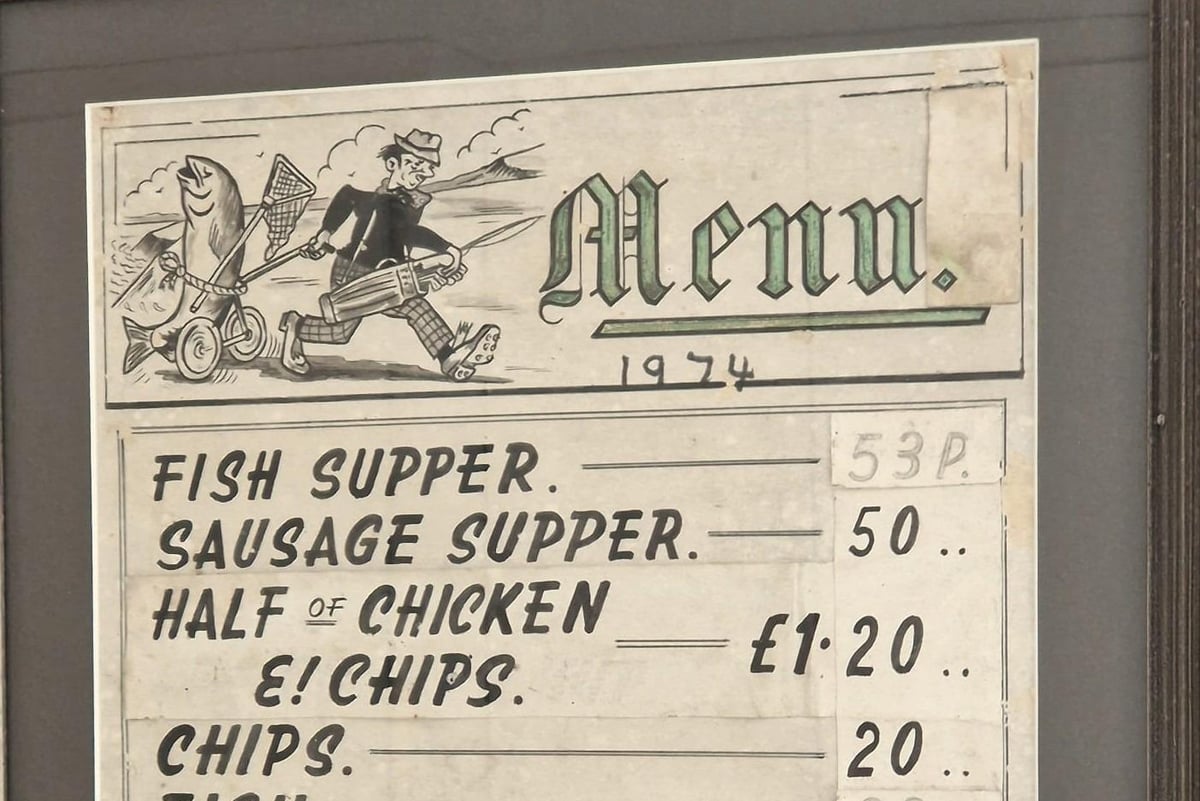 Menu.
1974
FISH SUPPER. 53P.
SAUSAGE SUPPER. 50 ..
HALF OF CHICKEN
E! CHIPS. £1.20 ..
CHIPS. 20 ..